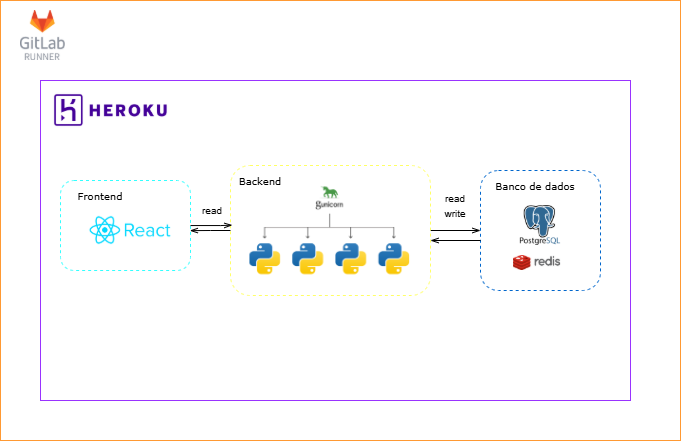 GitLab
RUNNER
HEROKU
Frontend
React
read
Backend
gunicorn
read
write
Banco de dados
PostgreSQL
redis